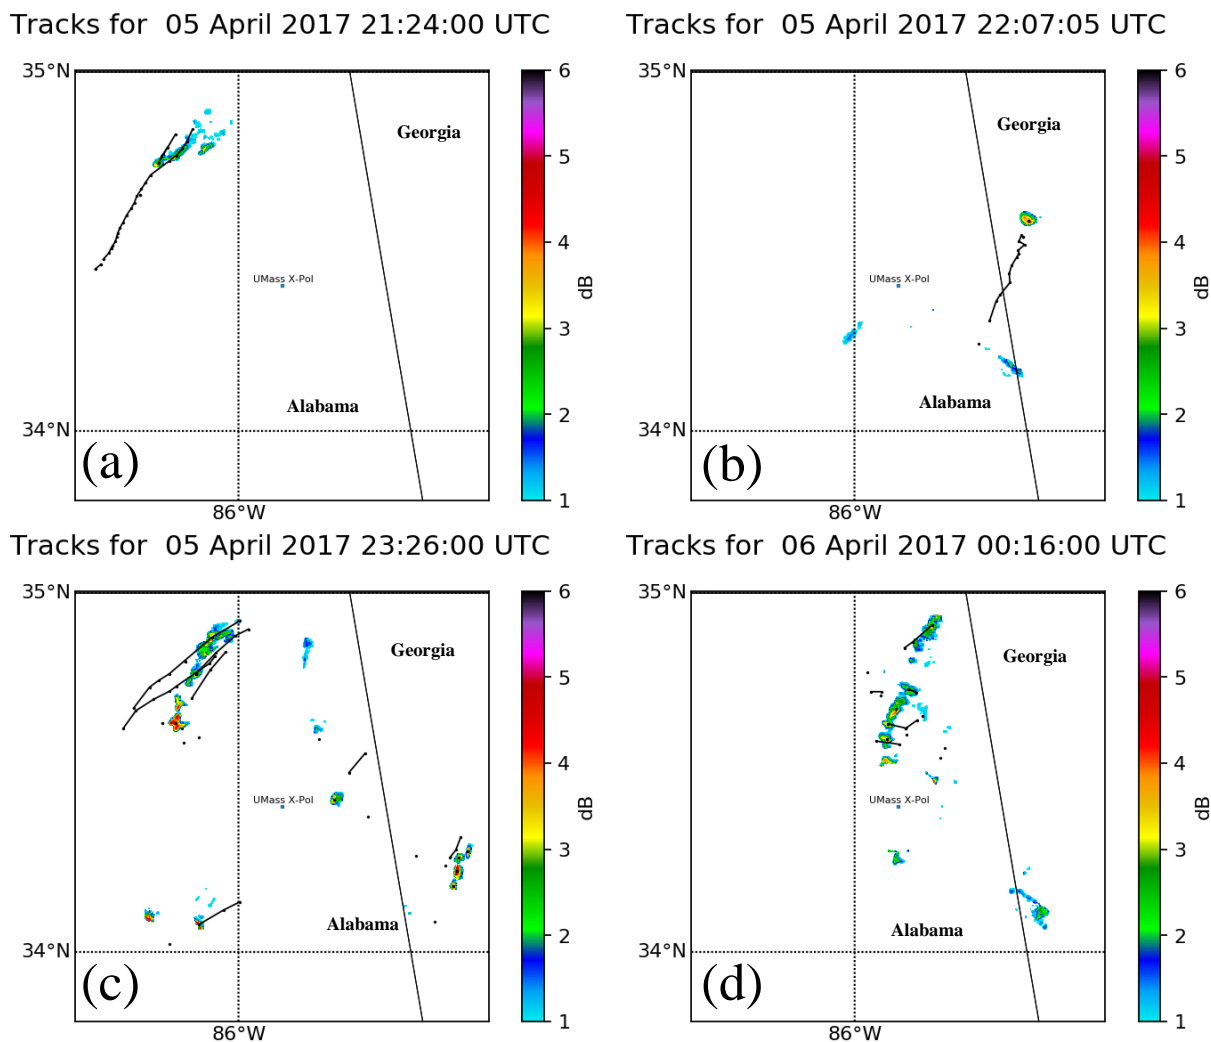 Tracks for  05 April 2017 21:24:00 UTC
35°N
34°N
86°W
Georgia
UMass X-Pol
Alabama
(a)
6
5
4
3
2
1
dB
Tracks for  05 April 2017 22:07:05 UTC
35°N
34°N
86°W
Georgia
UMass X-Pol
Alabama
(b)
6
5
4
3
2
1
dB
Tracks for  05 April 2017 23:26:00 UTC
35°N
34°N
86°W
Georgia
UMass X-Pol
Alabama
(c)
6
5
4
3
2
1
dB
Tracks for  06 April 2017 00:16:00 UTC
35°N
34°N
86°W
Georgia
UMass X-Pol
Alabama
(d)
6
5
4
3
2
1
dB